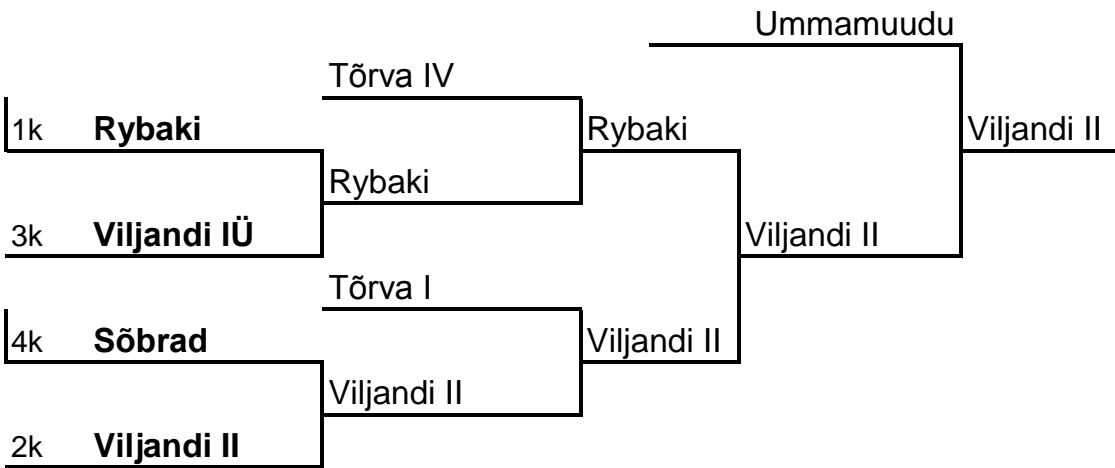 Ummamuudu
Tõrva IV
1k Rybaki Rybaki Viljandi II
Rybaki
3k Viljandi IÜ Viljandi II
Tõrva I
4k Sõbrad Viljandi II
Viljandi II
2k Viljandi II